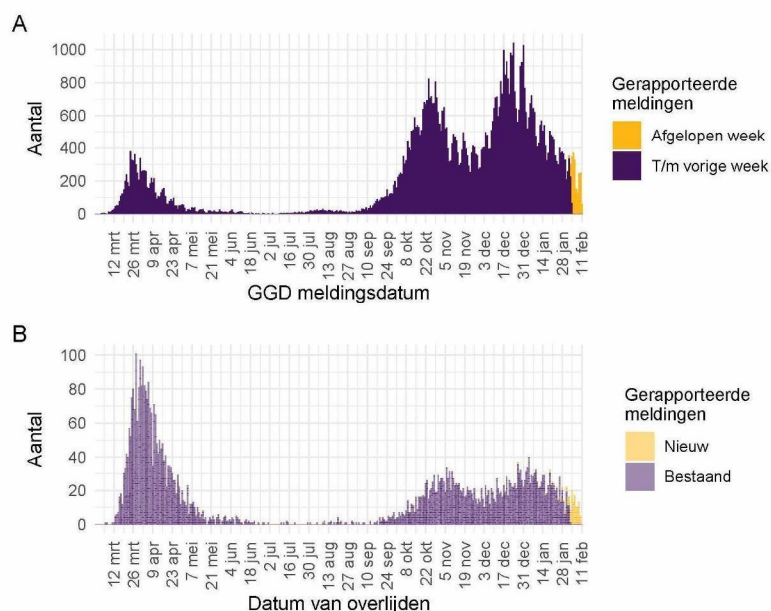 A
1000
800
600
400
200
0
Aantal
12 mrt
26 mrt
9 apr
23 apr
7 mei
21 mei
4 jun
18 jun
2 jul
16 jul
30 jul
13 aug
27 aug
10 sep
24 sep
8 okt
22 okt
5 nov
19 nov
3 dec
17 dec
31 dec
14 jan
28 jan
11 feb
GGD meldingsdatum
Gerapporteerde
meldingen
Afgelopen week
T/m vorige week
B
100
80
60
40
20
0
Aantal
12 mrt
26 mrt
9 apr
23 apr
7 mei
21 mei
4 jun
18 jun
2 jul
16 jul
30 jul
13 aug
27 aug
10 sep
24 sep
8 okt
22 okt
5 nov
19 nov
3 dec
17 dec
31 dec
14 jan
28 jan
11 feb
Datum van overlijden
Gerapporteerde
meldingen
Nieuw
Bestaand